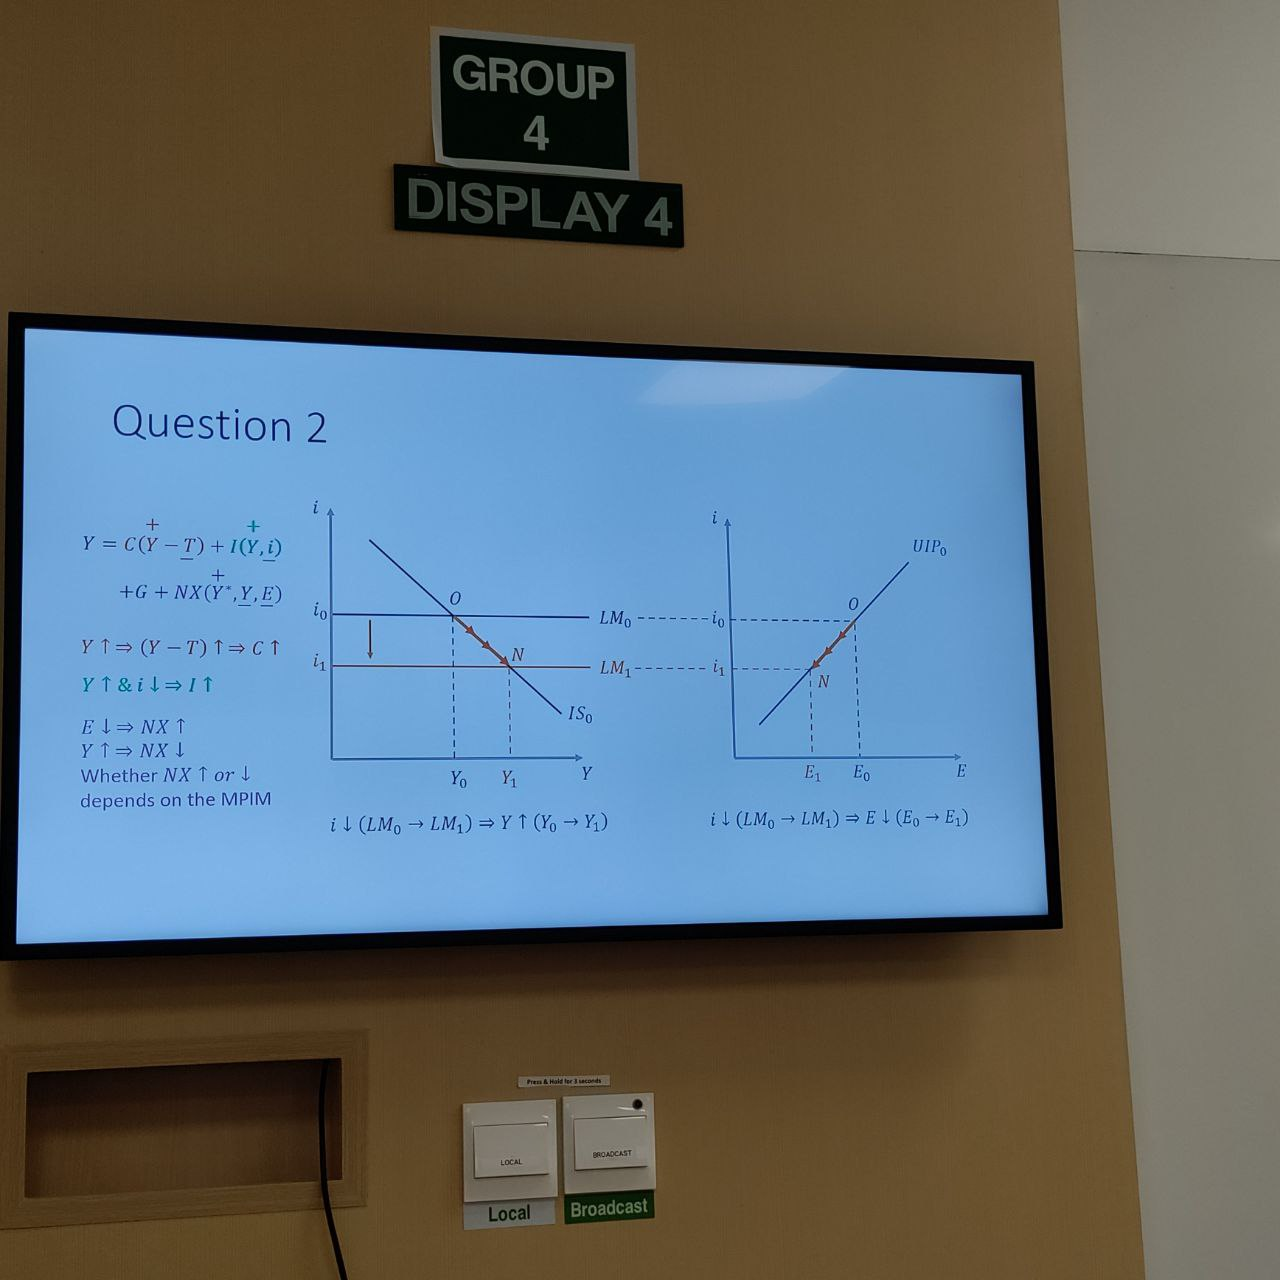 GROUP
4
DISPLAY 4
Question 2
+ +
Y = C(Y − T) + I(Y, i)
+
+G + NX(Y*, Y, E)
Y ↑⇒ (Y − T) ↑⇒ C ↑
Y ↑ & i ↓⇒ I ↑
E ↓⇒ NX ↑
Y ↑⇒ NX ↓
Whether NX ↑ or ↓
depends on the MPIM
i
O
i₀
LM₀
i₁
N
LM₁
IS₀
Y₀ Y₁ Y
i ↓ (LM₀ → LM₁) ⇒ Y ↑ (Y₀ → Y₁)
i
UIP₀
O
i₀
i₁
N
E₁ E₀ E
i ↓ (LM₀ → LM₁) ⇒ E ↓ (E₀ → E₁)
Press & Hold for 3 seconds
LOCAL
BROADCAST
Local
Broadcast